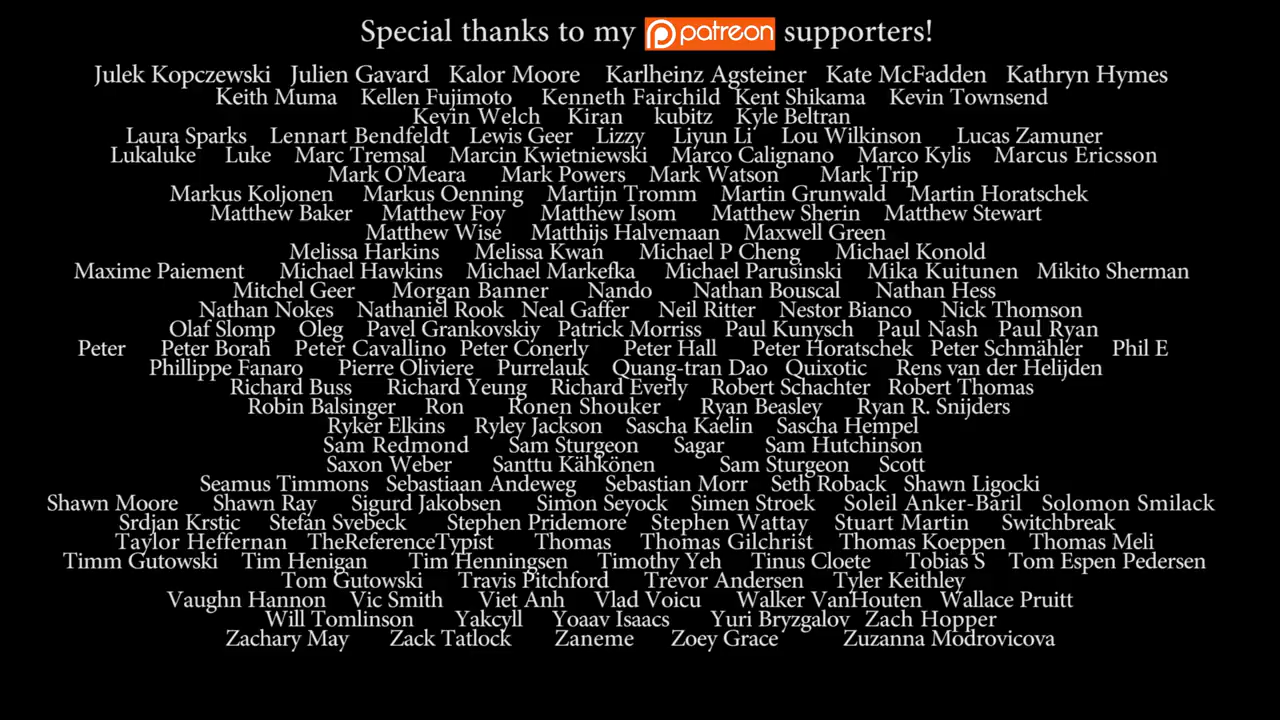 Special thanks to my patreon supporters!
Julek Kopczewski Julien Gavard Kalor Moore Karlheinz Agsteiner Kate McFadden Kathryn Hymes
Keith Muma Kellen Fujimoto Kenneth Fairchild Kent Shikama Kevin Townsend
Kevin Welch Kiran kubitz Kyle Beltran
Laura Sparks Lennart Bendfeldt Lewis Geer Lizzy Liyun Li Lou Wilkinson Lucas Zamuner
Lukaluke Luke Marc Tremsal Marcin Kwietniewski Marco Calignano Marco Kylis Marcus Ericsson
Mark O'Meara Mark Powers Mark Watson Mark Trip
Markus Koljonen Markus Oenning Martijn Tromm Martin Grunwald Martin Horatschek
Matthew Baker Matthew Foy Matthew Isom Matthew Sherin Matthew Stewart
Matthew Wise Matthijs Halvemaan Maxwell Green
Melissa Harkins Melissa Kwan Michael P Cheng Michael Konold
Maxime Paiement Michael Hawkins Michael Markefka Michael Parusinski Mika Kuitunen Mikito Sherman
Mitchel Geer Morgan Banner Nando Nathan Bouscal Nathan Hess
Nathan Nokes Nathaniel Rook Neal Gaffer Neil Ritter Nestor Bianco Nick Thomson
Olaf Slomp Oleg Pavel Grankovskiy Patrick Morriss Paul Kunysch Paul Nash Paul Ryan
Peter Peter Borah Peter Cavallino Peter Conerly Peter Hall Peter Horatschek Peter Schmähler Phil E
Phillippe Fanaro Pierre Oliviere Purrelauk Quang-tran Dao Quixotic Rens van der Helijden
Richard Buss Richard Yeung Richard Everly Robert Schachter Robert Thomas
Robin Balsinger Ron Ronen Shouker Ryan Beasley Ryan R. Snijders
Ryker Elkins Ryley Jackson Sascha Kaelin Sascha Hempel
Sam Redmond Sam Sturgeon Sagar Sam Hutchinson
Saxon Weber Santtu Kähkönen Sam Sturgeon Scott
Seamus Timmons Sebastiaan Andeweg Sebastian Morr Seth Roback Shawn Ligocki
Shawn Moore Shawn Ray Sigurd Jakobsen Simon Seyock Simen Stroek Soleil Anker-Baril Solomon Smilack
Srdjan Krstic Stefan Svebeck Stephen Pridemore Stephen Wattay Stuart Martin Switchbreak
Taylor Heffernan TheReferenceTypist Thomas Thomas Gilchrist Thomas Koeppen Thomas Meli
Timm Gutowski Tim Henigan Tim Henningsen Timothy Yeh Tinus Cloete Tobias S Tom Espen Pedersen
Tom Gutowski Travis Pitchford Trevor Andersen Tyler Keithley
Vaughn Hannon Vic Smith Viet Anh Vlad Voicu Walker VanHouten Wallace Pruitt
Will Tomlinson Yakcyll Yoaav Isaacs Yuri Bryzgalov Zach Hopper
Zachary May Zack Tatlock Zaneme Zoey Grace Zuzanna Modrovicova